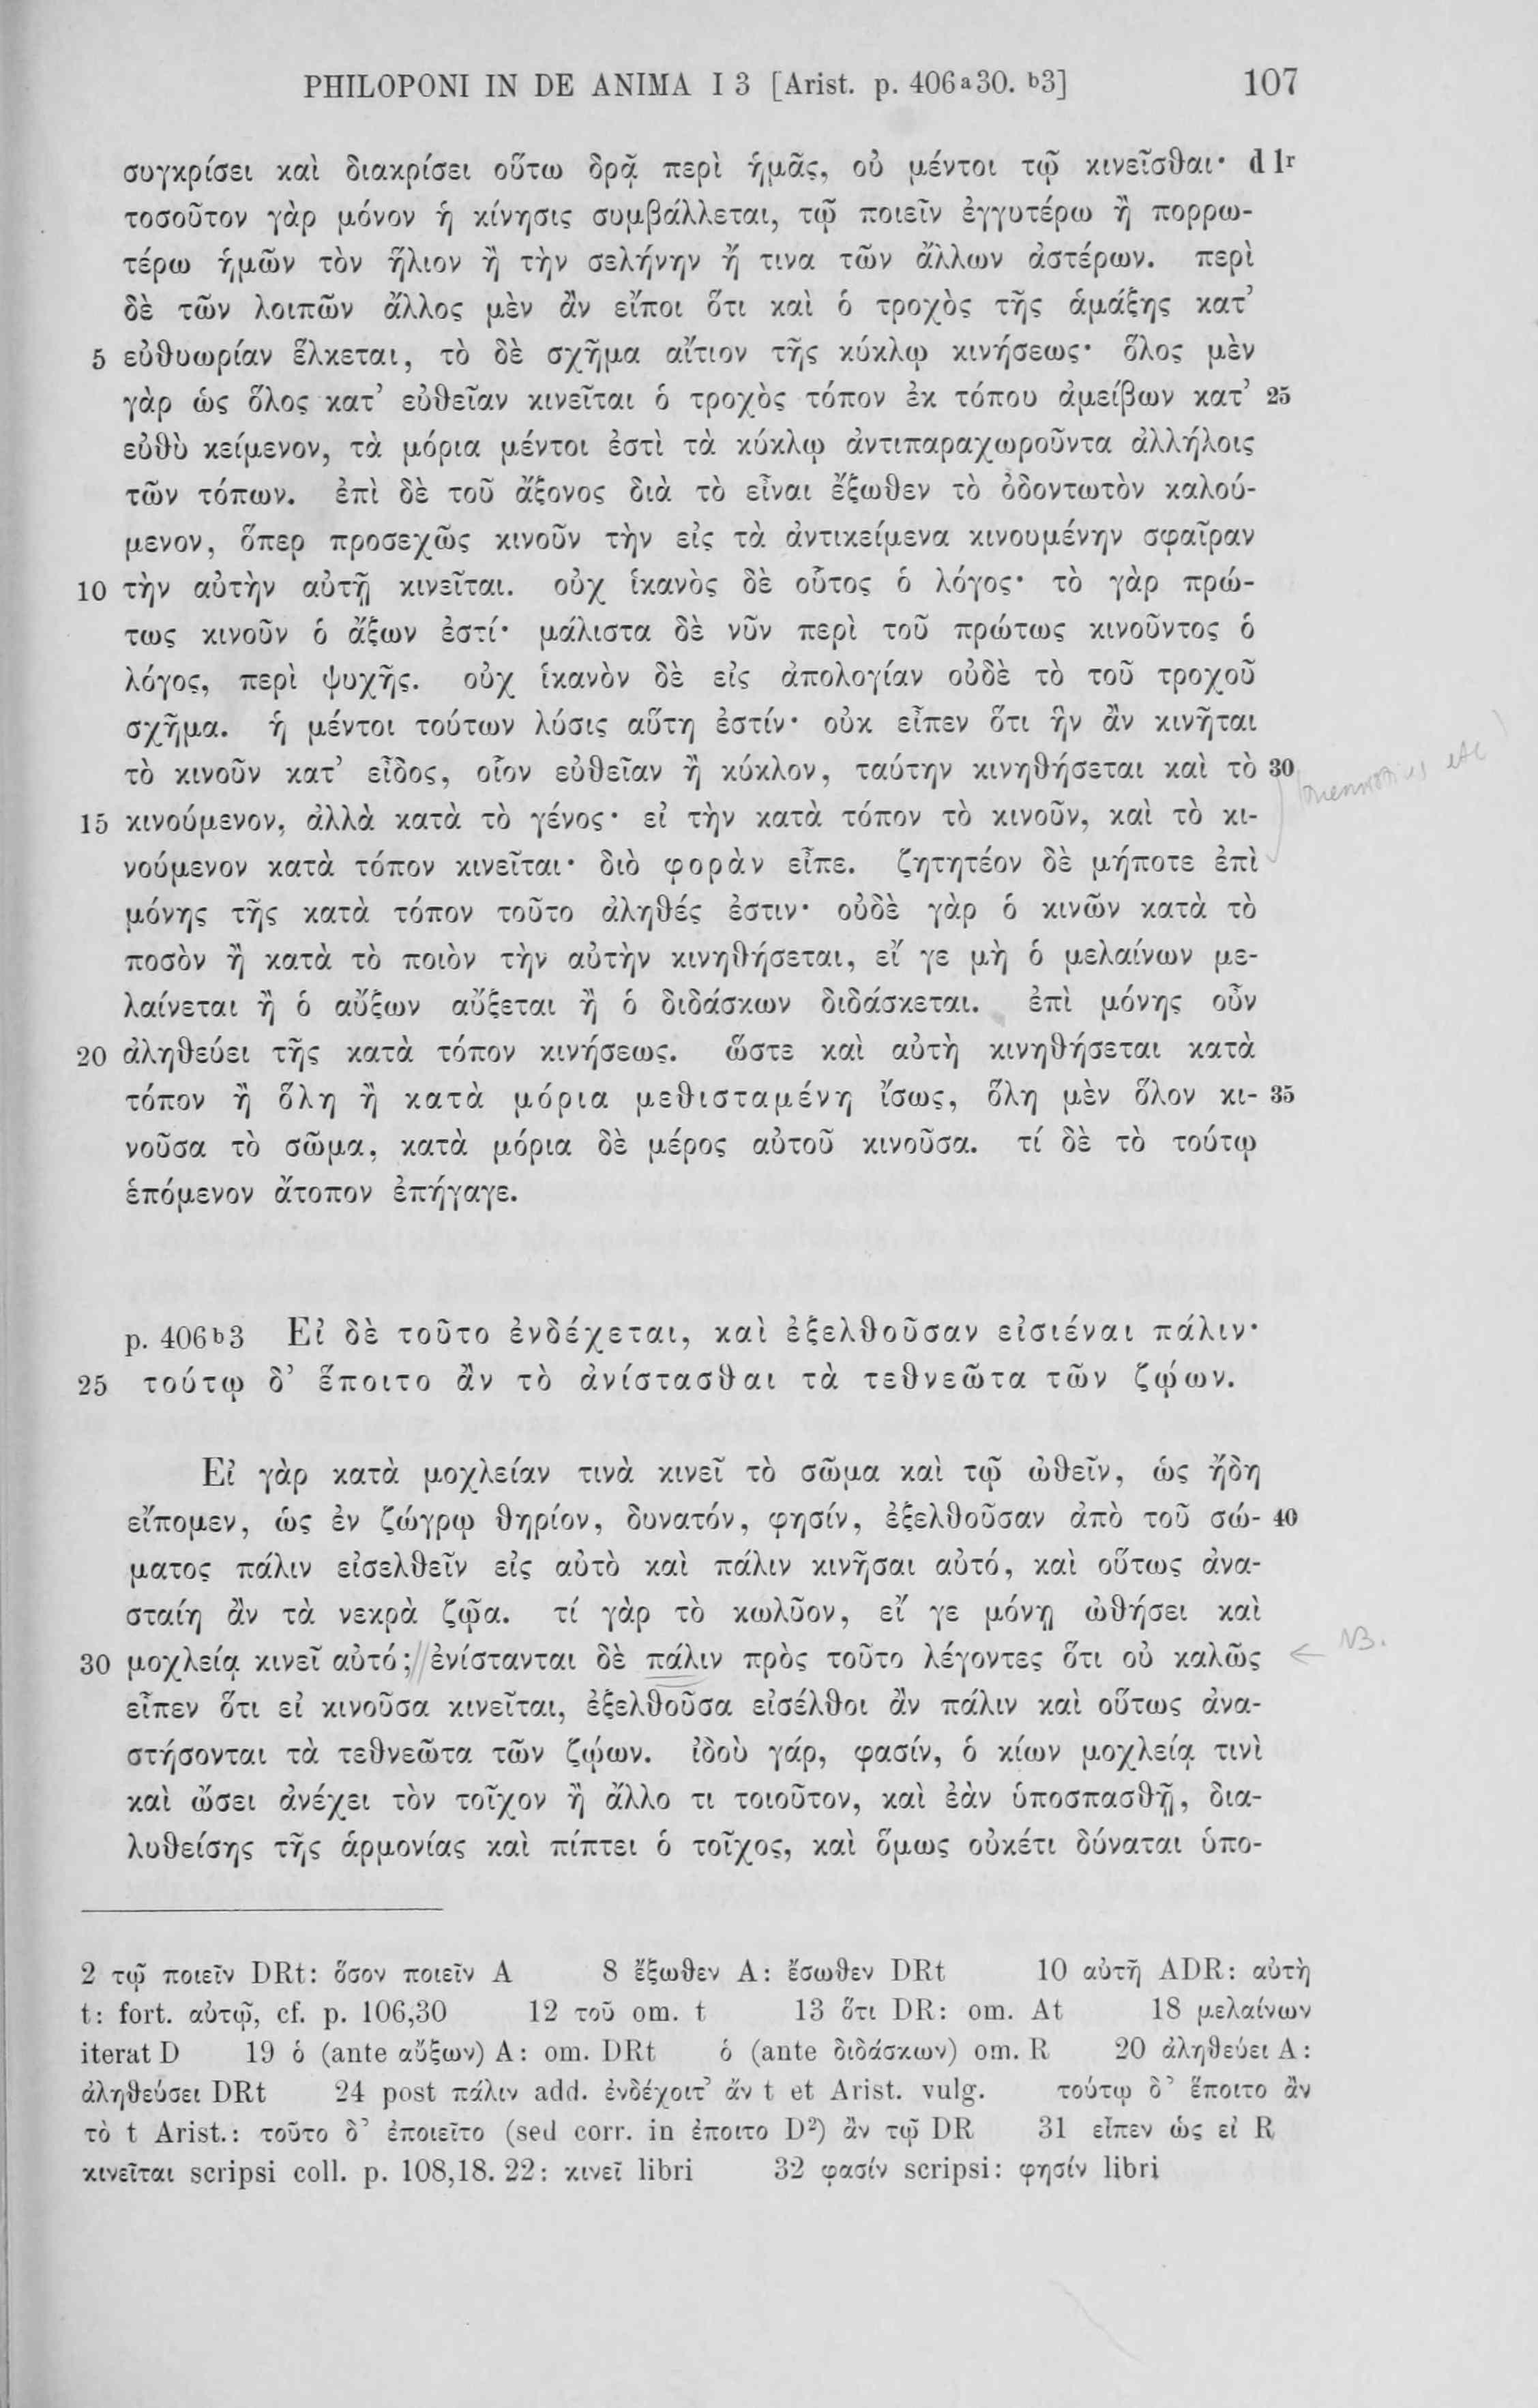 PHILOPONI IN DE ANIMA I 3 [Arist. p. 406a30. b3] 107
συγκρίσει καὶ διακρίσει οὕτω δρᾷ περὶ ἡμᾶς, οὐ μέντοι τῷ κινεῖσθαι· d 1r
τοσοῦτον γὰρ μόνον ἡ κίνησις συμβάλλεται, τῷ ποιεῖν ἐγγυτέρω ἢ πορρω-
τέρω ἡμῶν τὸν ἥλιον ἢ τὴν σελήνην ἤ τινα τῶν ἄλλων ἀστέρων. περὶ
δὲ τῶν λοιπῶν ἄλλος μὲν ἂν εἴποι ὅτι καὶ ὁ τροχὸς τῆς ἁμάξης κατ’
5 εὐθυωρίαν ἕλκεται, τὸ δὲ σχῆμα αἴτιον τῆς κύκλῳ κινήσεως· ὅλος μὲν
γὰρ ὡς ὅλος κατ’ εὐθεῖαν κινεῖται ὁ τροχὸς τόπον ἐκ τόπου ἀμείβων κατ’ 25
εὐθὺ κείμενον, τὰ μόρια μέντοι ἐστὶ τὰ κύκλῳ ἀντιπαραχωροῦντα ἀλλήλοις
τῶν τόπων. ἐπὶ δὲ τοῦ ἄξονος διὰ τὸ εἶναι ἔξωθεν τὸ ὀδοντωτὸν καλού-
μενον, ὅπερ προσεχῶς κινοῦν τὴν εἰς τὰ ἀντικείμενα κινουμένην σφαῖραν
10 τὴν αὐτὴν αὐτῇ κινεῖται. οὐχ ἱκανὸς δὲ οὗτος ὁ λόγος· τὸ γὰρ πρώ-
τως κινοῦν ὁ ἄξων ἐστί· μάλιστα δὲ νῦν περὶ τοῦ πρώτως κινοῦντος ὁ
λόγος, περὶ ψυχῆς. οὐχ ἱκανὸν δὲ εἰς ἀπολογίαν οὐδὲ τὸ τοῦ τροχοῦ
σχῆμα. ἡ μέντοι τούτων λύσις αὕτη ἐστίν· οὐκ εἶπεν ὅτι ἣν ἂν κινῆται
τὸ κινοῦν κατ’ εἶδος, οἷον εὐθεῖαν ἢ κύκλον, ταύτην κινηθήσεται καὶ τὸ 30
15 κινούμενον, ἀλλὰ κατὰ τὸ γένος· εἰ τὴν κατὰ τόπον τὸ κινοῦν, καὶ τὸ κι-
νούμενον κατὰ τόπον κινεῖται· διὸ φορὰν εἶπε. ζητητέον δὲ μήποτε ἐπὶ
μόνης τῆς κατὰ τόπον τοῦτο ἀληθές ἐστιν· οὐδὲ γὰρ ὁ κινῶν κατὰ τὸ
ποσὸν ἢ κατὰ τὸ ποιὸν τὴν αὐτὴν κινηθήσεται, εἴ γε μὴ ὁ μελαίνων με-
λαίνεται ἢ ὁ αὔξων αὔξεται ἢ ὁ διδάσκων διδάσκεται. ἐπὶ μόνης οὖν
20 ἀληθεύει τῆς κατὰ τόπον κινήσεως. ὥστε καὶ αὐτὴ κινηθήσεται κατὰ
τόπον ἢ ὅλη ἢ κατὰ μόρια μεθισταμένη ἴσως, ὅλη μὲν ὅλον κι- 35
νοῦσα τὸ σῶμα, κατὰ μόρια δὲ μέρος αὐτοῦ κινοῦσα. τί δὲ τὸ τούτῳ
ἑπόμενον ἄτοπον ἐπήγαγε.
p. 406b3 Εἰ δὲ τοῦτο ἐνδέχεται, καὶ ἐξελθοῦσαν εἰσιέναι πάλιν·
25 τούτῳ δ’ ἕποιτο ἂν τὸ ἀνίστασθαι τὰ τεθνεῶτα τῶν ζῴων.
Εἰ γὰρ κατὰ μοχλείαν τινὰ κινεῖ τὸ σῶμα καὶ τῷ ὠθεῖν, ὡς ἤδη
εἴπομεν, ὡς ἐν ζώγρῳ θηρίον, δυνατόν, φησίν, ἐξελθοῦσαν ἀπὸ τοῦ σώ- 40
ματος πάλιν εἰσελθεῖν εἰς αὐτὸ καὶ πάλιν κινῆσαι αὐτό, καὶ οὕτως ἀνα-
σταίη ἂν τὰ νεκρὰ ζῷα. τί γὰρ τὸ κωλῦον, εἴ γε μόνῃ ὠθήσει καὶ
30 μοχλείᾳ κινεῖ αὐτό;// ἐνίστανται δὲ πάλιν πρὸς τοῦτο λέγοντες ὅτι οὐ καλῶς ← NB.
εἶπεν ὅτι εἰ κινοῦσα κινεῖται, ἐξελθοῦσα εἰσέλθοι ἂν πάλιν καὶ οὕτως ἀνα-
στήσονται τὰ τεθνεῶτα τῶν ζῴων. ἰδοὺ γάρ, φασίν, ὁ κίων μοχλείᾳ τινὶ
καὶ ὤσει ἀνέχει τὸν τοῖχον ἢ ἄλλο τι τοιοῦτον, καὶ ἐὰν ὑποσπασθῇ, δια-
λυθείσης τῆς ἁρμονίας καὶ πίπτει ὁ τοῖχος, καὶ ὅμως οὐκέτι δύναται ὑπο-
2 τῷ ποιεῖν DRt: ὅσον ποιεῖν A 8 ἔξωθεν A: ἔσωθεν DRt 10 αὐτῇ ADR: αὐτὴ
t: fort. αὐτῷ, cf. p. 106,30 12 τοῦ om. t 13 ὅτι DR: om. At 18 μελαίνων
iterat D 19 ὁ (ante αὔξων) A: om. DRt ὁ (ante διδάσκων) om. R 20 ἀληθεύει A:
ἀληθεύσει DRt 24 post πάλιν add. ἐνδέχοιτ’ ἄν t et Arist. vulg. τούτῳ δ’ ἕποιτο ἂν
τὸ t Arist.: τοῦτο δ’ ἐποιεῖτο (sed corr. in ἐποιτο D2) ἂν τῷ DR 31 εἶπεν ὡς εἰ R
κινεῖται scripsi coll. p. 108,18. 22: κινεῖ libri 32 φασίν scripsi: φησίν libri